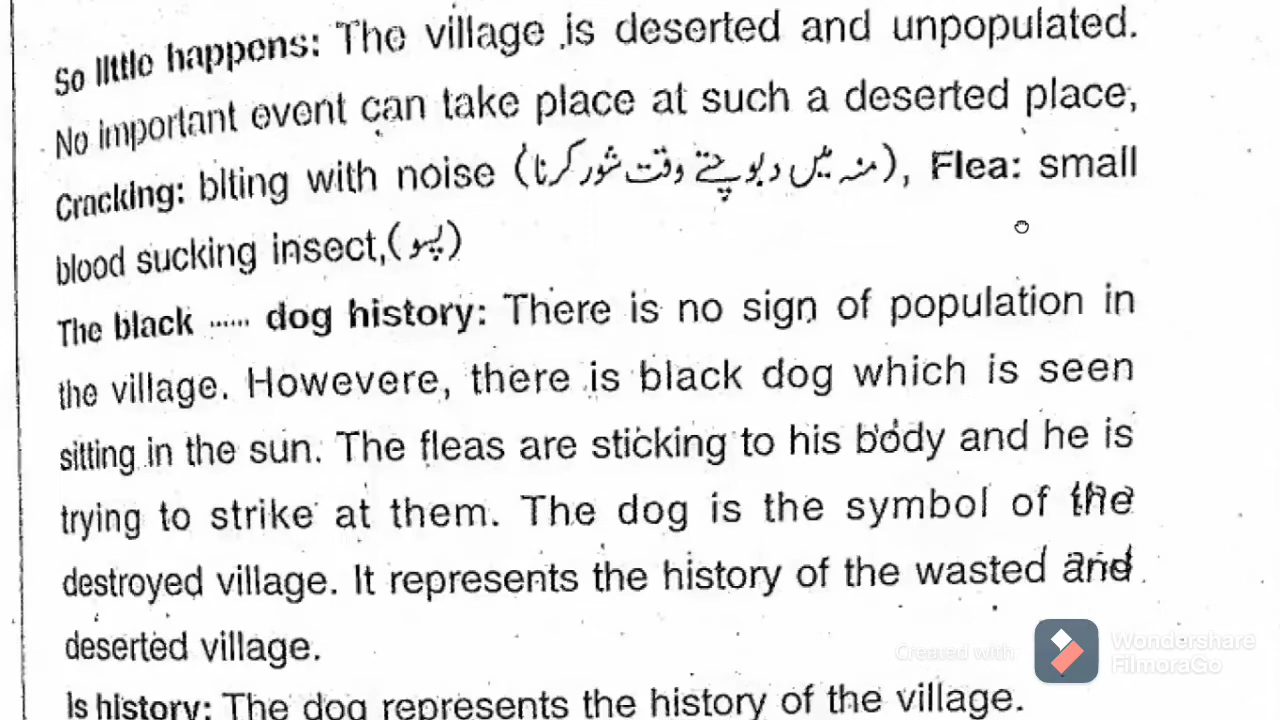 So little happens: The village is deserted and unpopulated.
No important event can take place at such a deserted place,
Cracking: biting with noise (منہ میں دبوچتے وقت شور کرنا), Flea: small
blood sucking insect,(پسو)
The black ...... dog history: There is no sign of population in
the village. Howevere, there is black dog which is seen
sitting in the sun. The fleas are sticking to his body and he is
trying to strike at them. The dog is the symbol of the
destroyed village. It represents the history of the wasted and
deserted village.
Is history: The dog represents the history of the village.
Created with
Wondershare
FilmoraGo